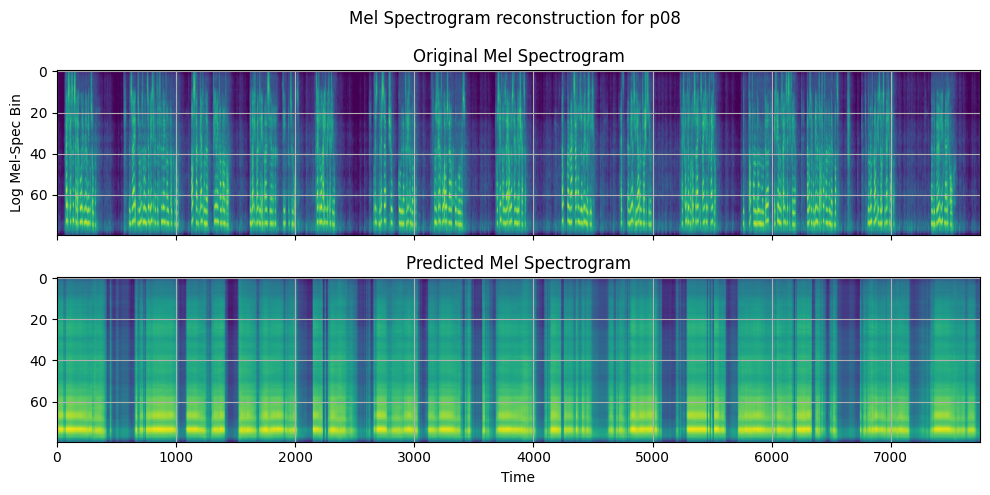 Mel Spectrogram reconstruction for p08
Original Mel Spectrogram
Log Mel-Spec Bin
0
20
40
60
Predicted Mel Spectrogram
0
20
40
60
0 1000 2000 3000 4000 5000 6000 7000
Time